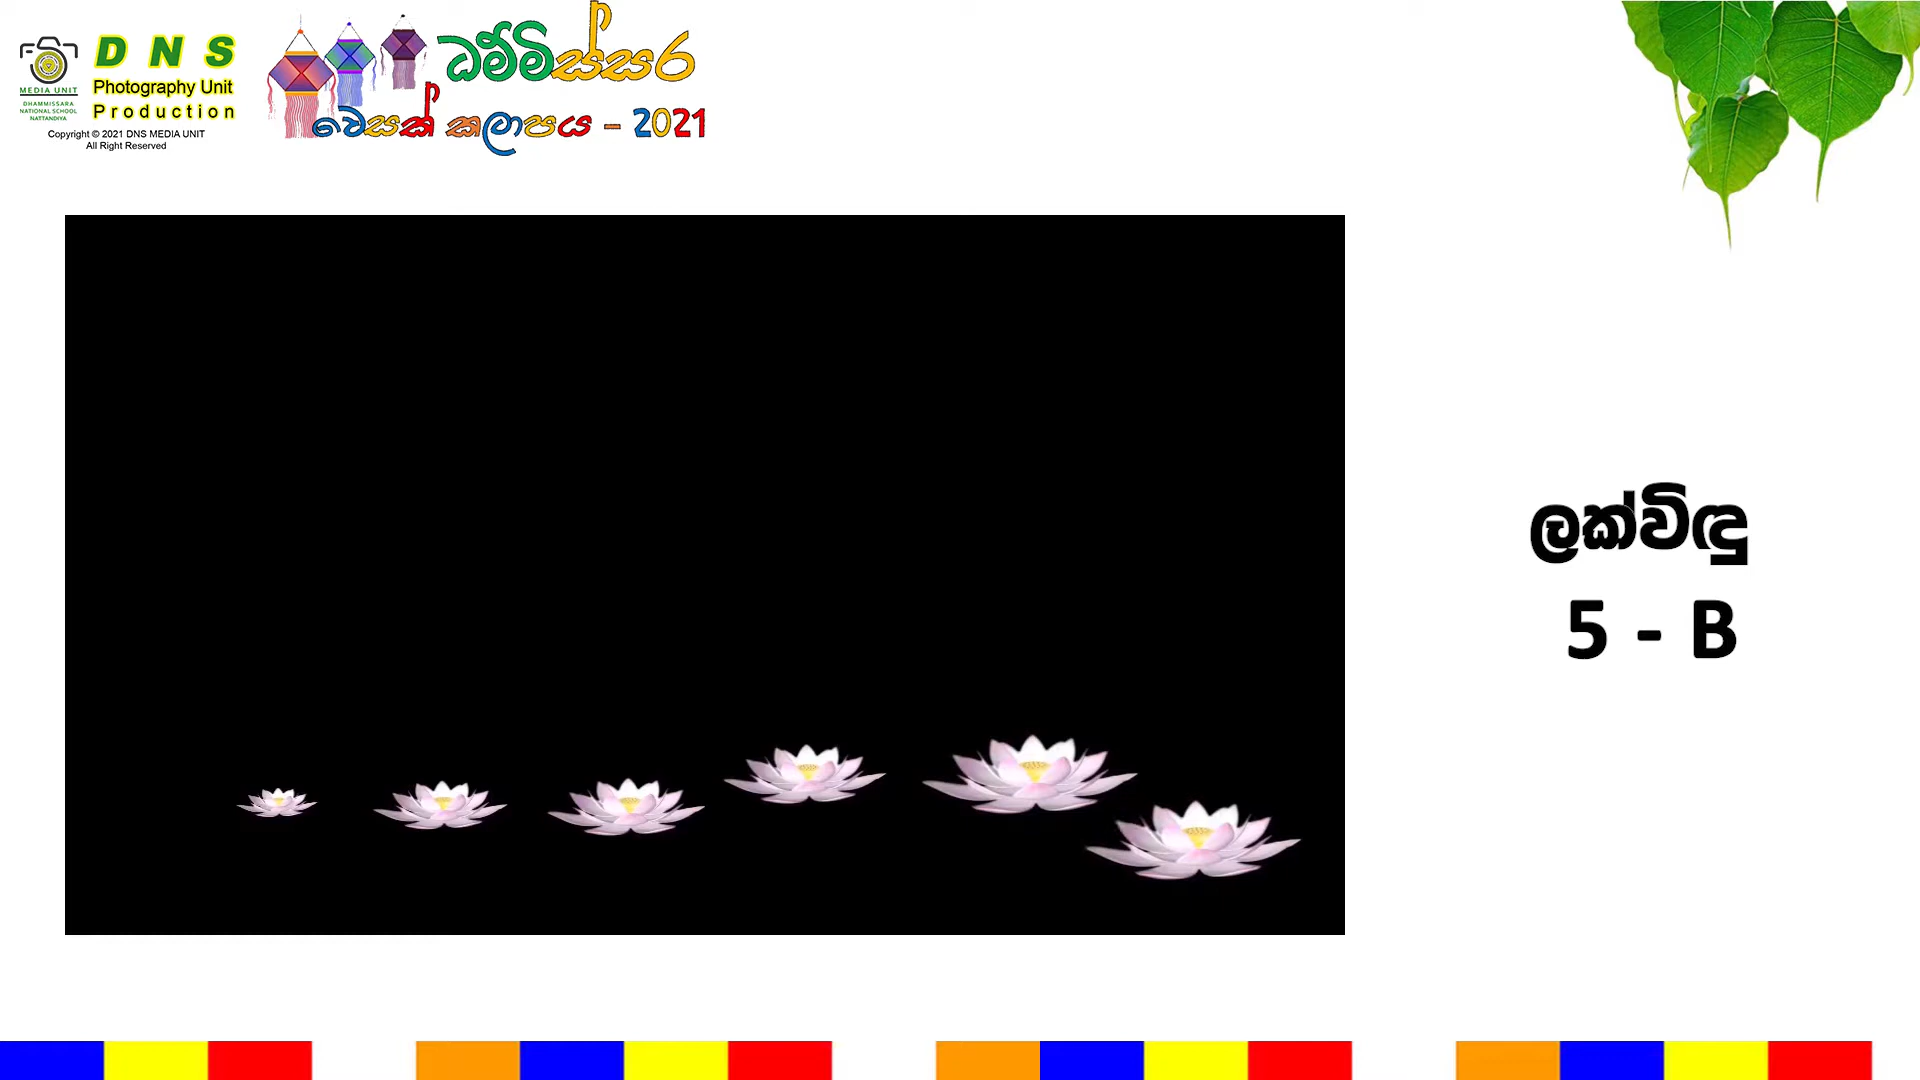 DNS
Photography Unit
Production
MEDIA UNIT
DHAMMISSARA
NATIONAL SCHOOL
NATTANDIYA
Copyright © 2021 DNS MEDIA UNIT
All Right Reserved
ධම්මිස්සර
වෙසක් කලාපය - 2021
ලක්විඳු
5 - B